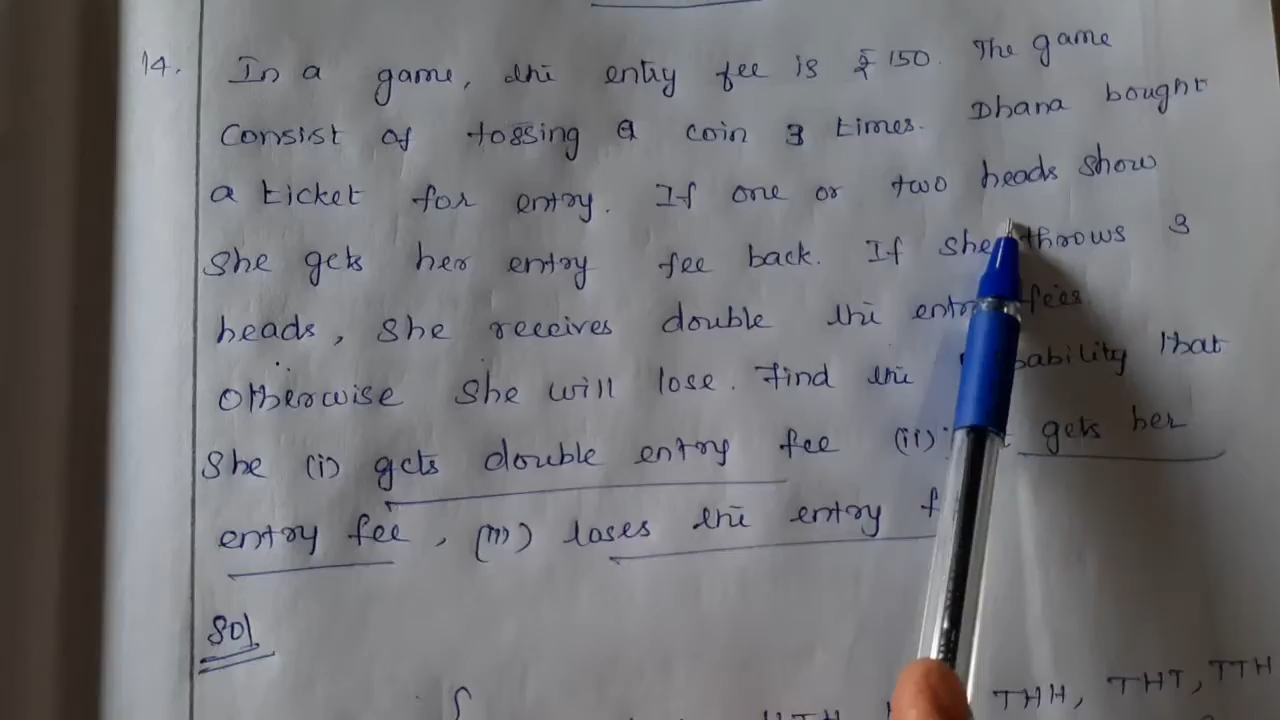 14. In a game, the entry fee is ₹ 150. The game
Consist of tossing a coin 3 times. Dhana bought
a ticket for entry. If one or two heads show
She gets her entry fee back. If she throws 3
heads, she receives double the entry fees.
Otherwise she will lose. Find the that
She (i) gets double entry fee (ii) gets her
entry fee, (iii) loses the entry
Sol
THH, THT, TTH